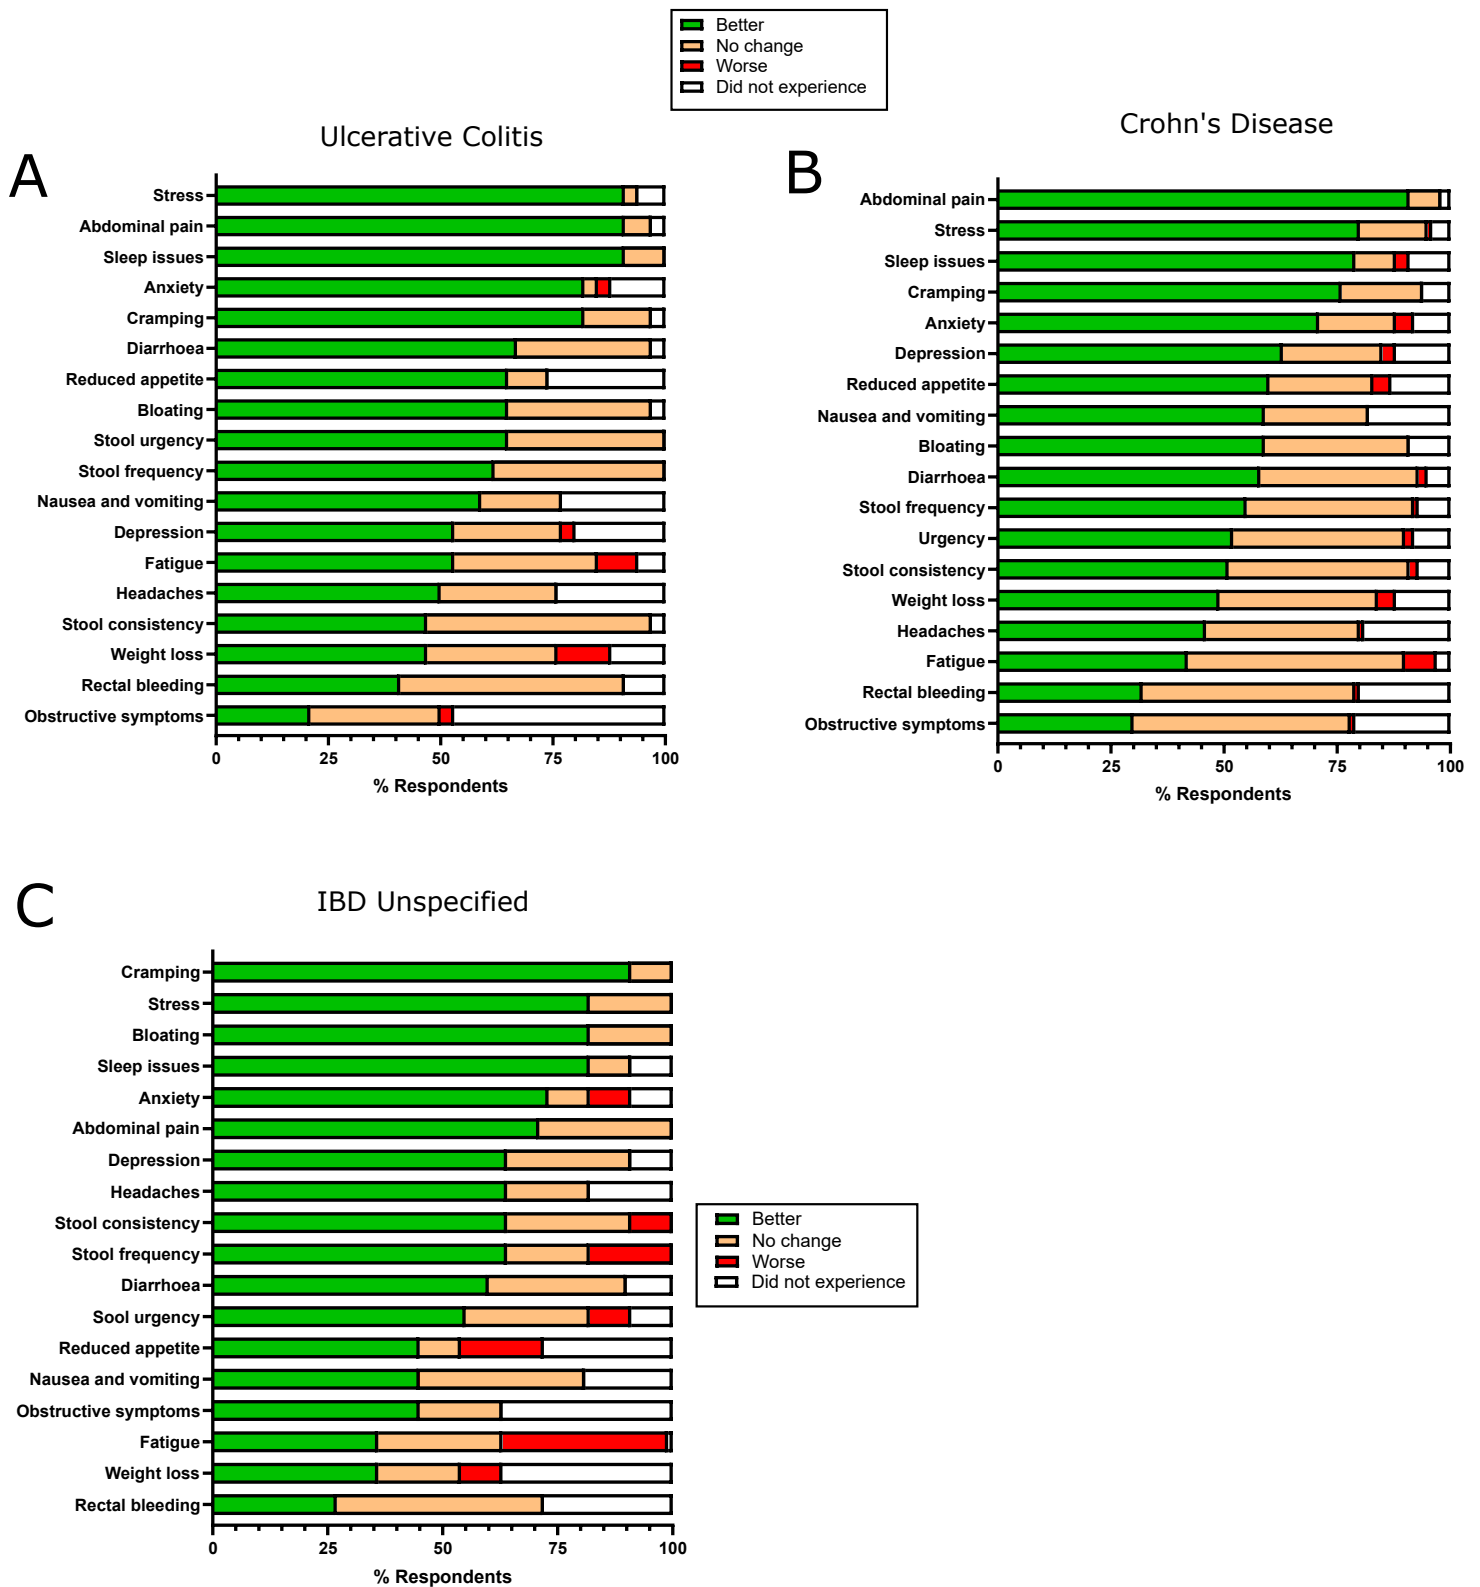 Better
No change
Worse
Did not experience
Ulcerative Colitis
A
Stress
Abdominal pain
Sleep issues
Anxiety
Cramping
Diarrhoea
Reduced appetite
Bloating
Stool urgency
Stool frequency
Nausea and vomiting
Depression
Fatigue
Headaches
Stool consistency
Weight loss
Rectal bleeding
Obstructive symptoms
0 25 50 75 100
% Respondents
Crohn's Disease
B
Abdominal pain
Stress
Sleep issues
Cramping
Anxiety
Depression
Reduced appetite
Nausea and vomiting
Bloating
Diarrhoea
Stool frequency
Urgency
Stool consistency
Weight loss
Headaches
Fatigue
Rectal bleeding
Obstructive symptoms
0 25 50 75 100
% Respondents
C
IBD Unspecified
Cramping
Stress
Bloating
Sleep issues
Anxiety
Abdominal pain
Depression
Headaches
Stool consistency
Stool frequency
Diarrhoea
Sool urgency
Reduced appetite
Nausea and vomiting
Obstructive symptoms
Fatigue
Weight loss
Rectal bleeding
0 25 50 75 100
% Respondents
Better
No change
Worse
Did not experience